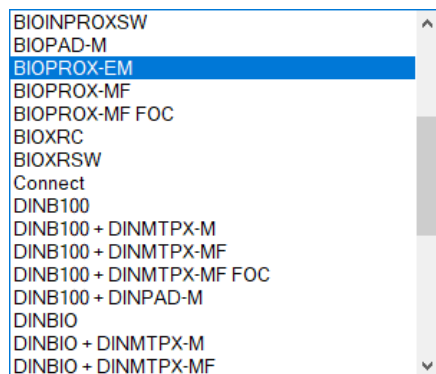 BIOINPROXSW
BIOPAD-M
BIOPROX-EM
BIOPROX-MF
BIOPROX-MF FOC
BIOXRC
BIOXRSW
Connect
DINB100
DINB100 + DINMTPX-M
DINB100 + DINMTPX-MF
DINB100 + DINMTPX-MF FOC
DINB100 + DINPAD-M
DINBIO
DINBIO + DINMTPX-M
DINBIO + DINMTPX-MF